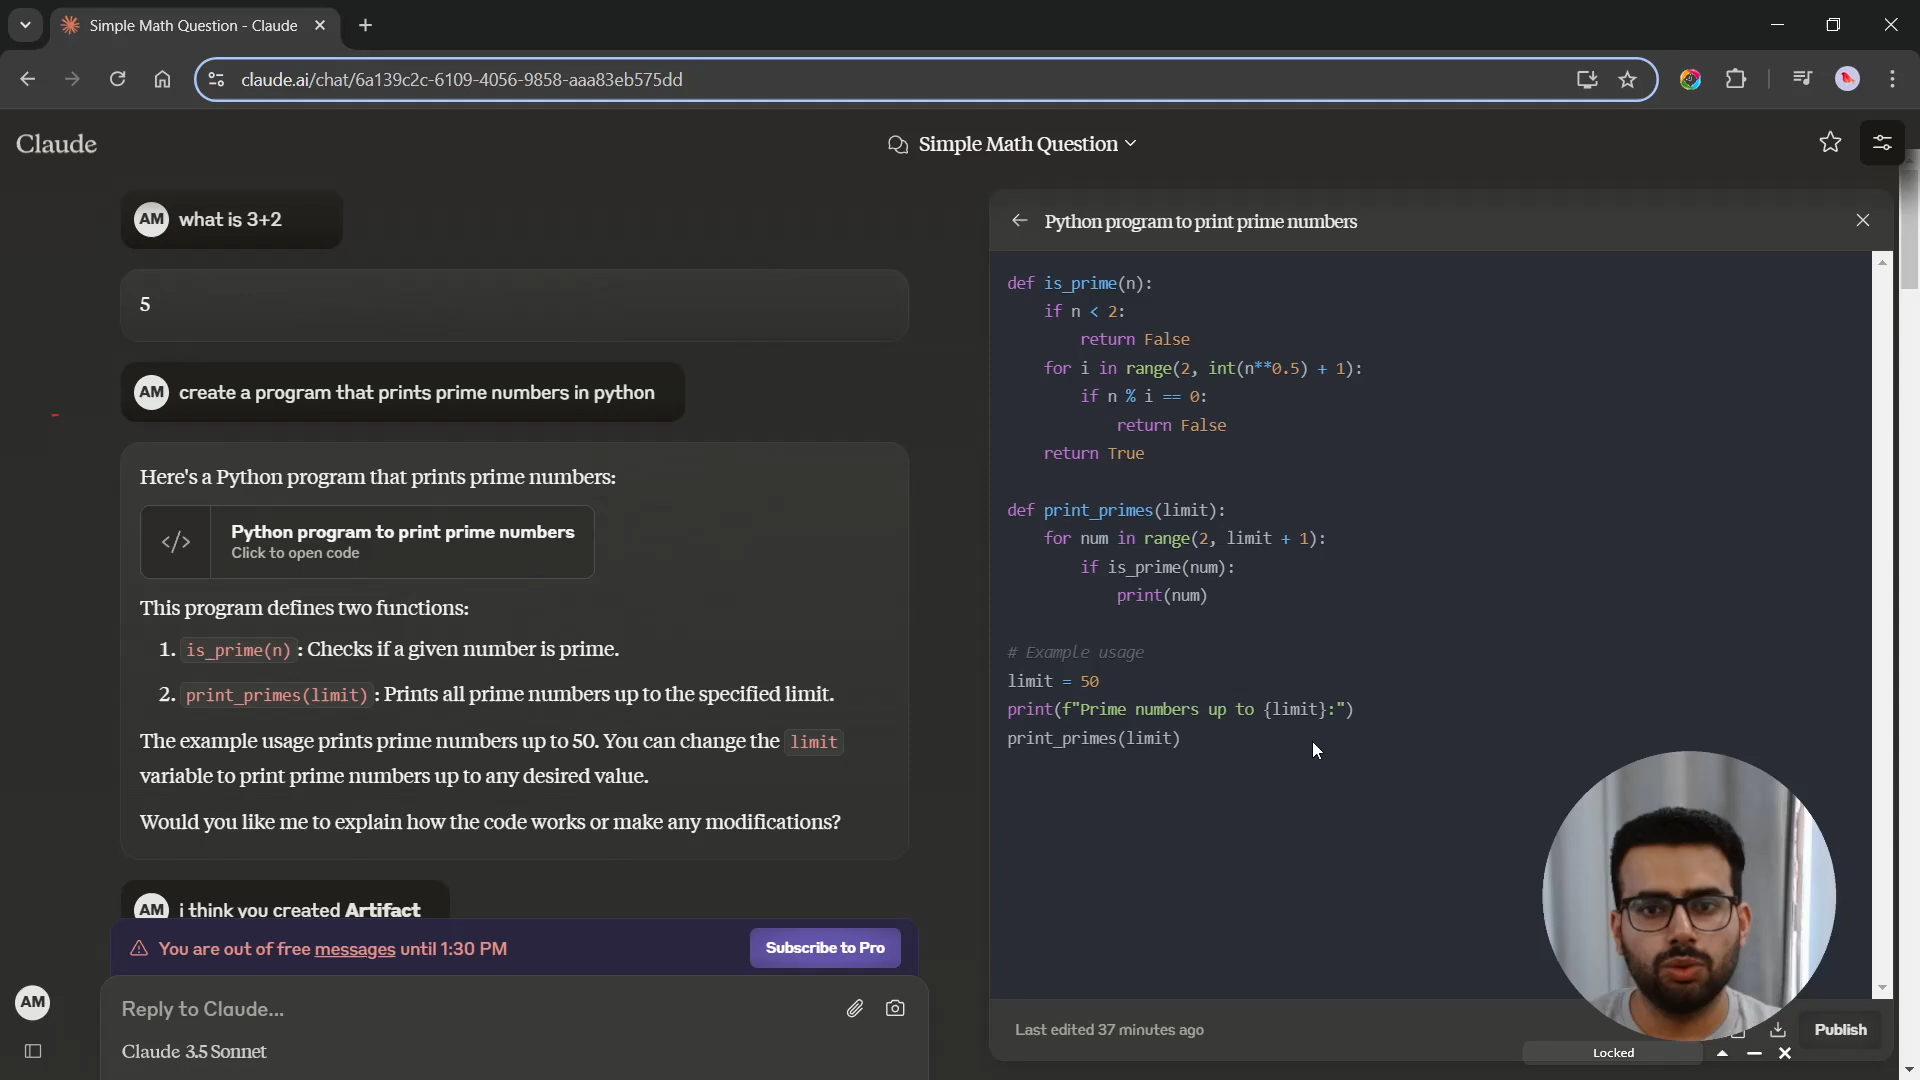 Simple Math Question - Claude
claude.ai/chat/6a139c2c-6109-4056-9858-aaa83eb575dd
Claude
Simple Math Question
AM what is 3+2
5
AM create a program that prints prime numbers in python
Here's a Python program that prints prime numbers:
</> Python program to print prime numbers
Click to open code
This program defines two functions:
1. is_prime(n) : Checks if a given number is prime.
2. print_primes(limit) : Prints all prime numbers up to the specified limit.
The example usage prints prime numbers up to 50. You can change the limit
variable to print prime numbers up to any desired value.
Would you like me to explain how the code works or make any modifications?
AM i think you created Artifact
You are out of free messages until 1:30 PM
Subscribe to Pro
AM
Reply to Claude...
Claude 3.5 Sonnet
Python program to print prime numbers
def is_prime(n):
    if n < 2:
        return False
    for i in range(2, int(n**0.5) + 1):
        if n % i == 0:
            return False
    return True
def print_primes(limit):
    for num in range(2, limit + 1):
        if is_prime(num):
            print(num)
# Example usage
limit = 50
print(f"Prime numbers up to {limit}:")
print_primes(limit)
Last edited 37 minutes ago
Publish
Locked